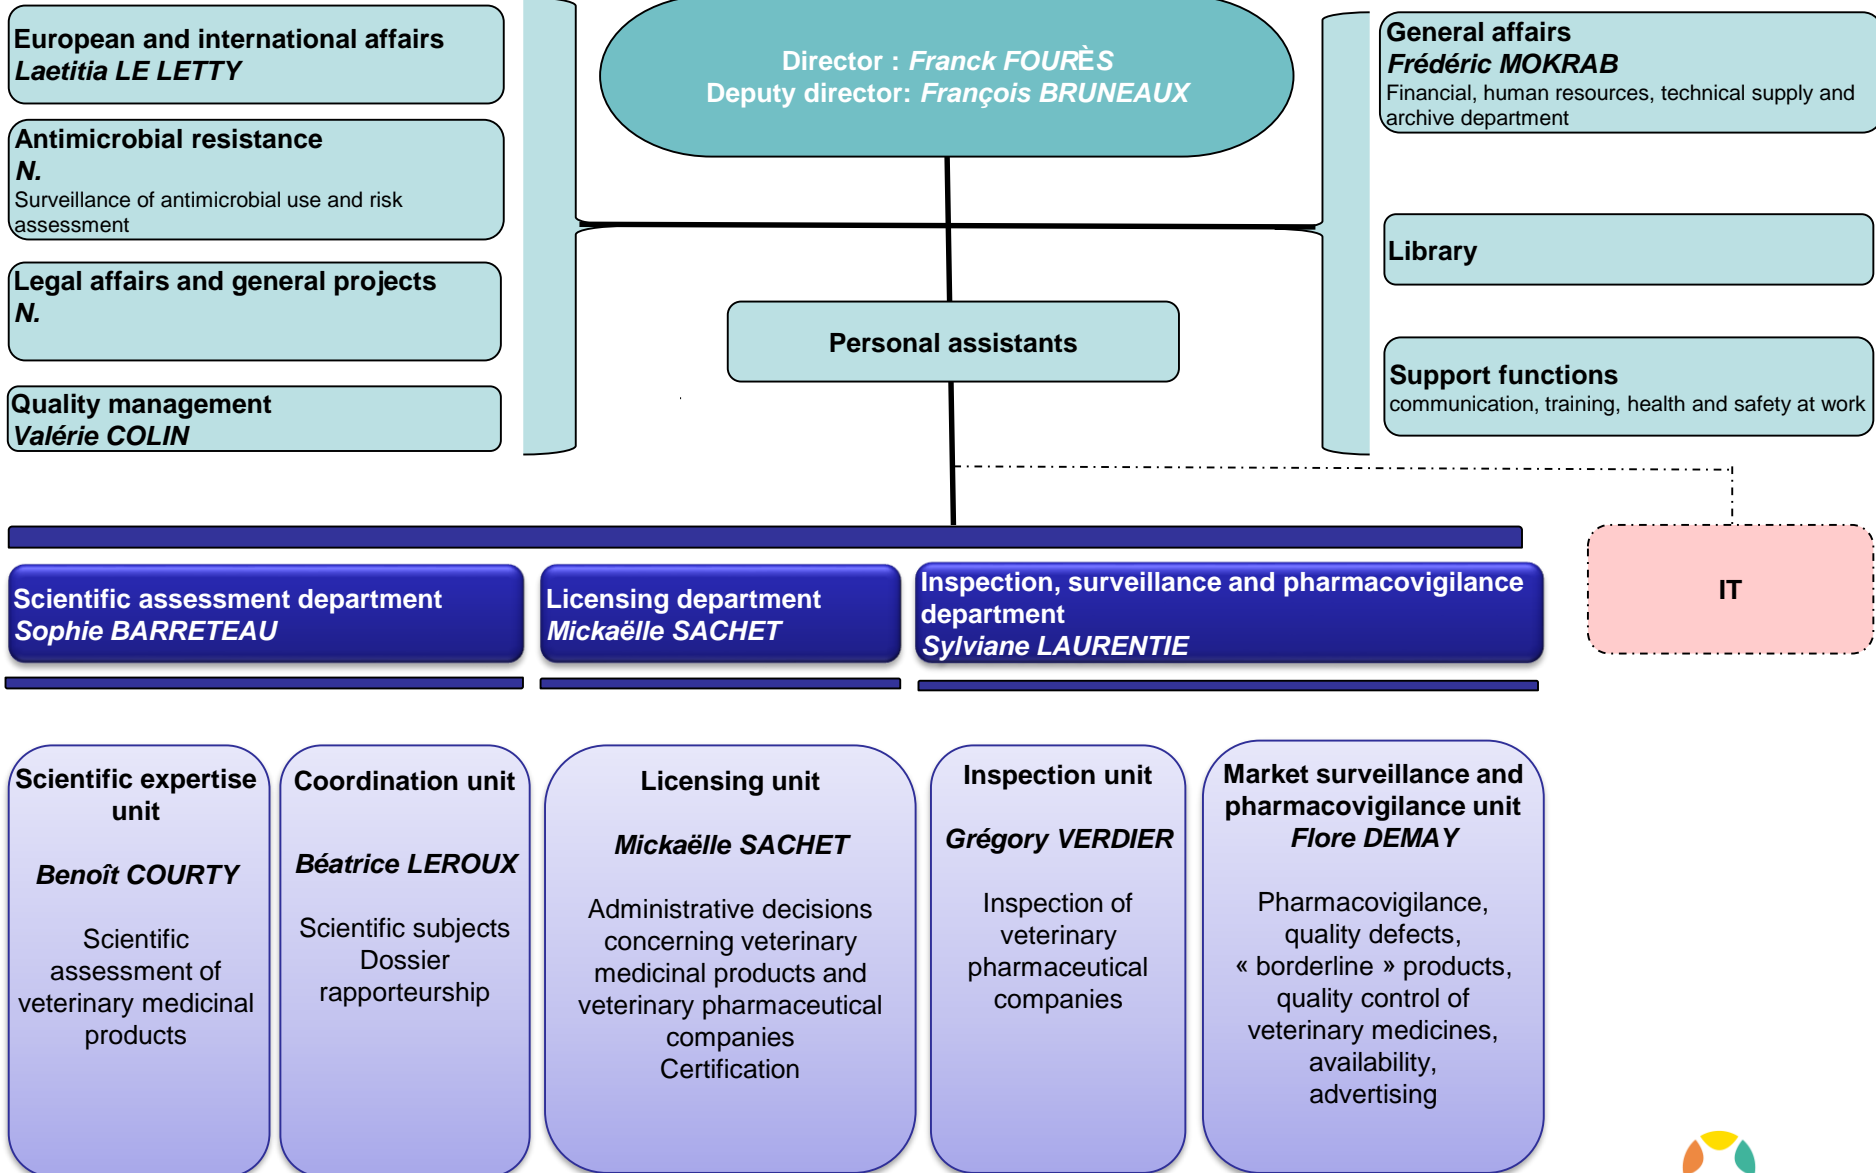 European and international affairs
Laetitia LE LETTY
Antimicrobial resistance
N.
Surveillance of antimicrobial use and risk
assessment
Legal affairs and general projects
N.
Quality management
Valérie COLIN
Director : Franck FOURÈS
Deputy director: François BRUNEAUX
Personal assistants
General affairs
Frédéric MOKRAB
Financial, human resources, technical supply and
archive department
Library
Support functions
communication, training, health and safety at work
IT
Scientific assessment department
Sophie BARRETEAU
Licensing department
Mickaëlle SACHET
Inspection, surveillance and pharmacovigilance
department
Sylviane LAURENTIE
Scientific expertise
unit
Benoît COURTY
Scientific
assessment of
veterinary medicinal
products
Coordination unit
Béatrice LEROUX
Scientific subjects
Dossier
rapporteurship
Licensing unit
Mickaëlle SACHET
Administrative decisions
concerning veterinary
medicinal products and
veterinary pharmaceutical
companies
Certification
Inspection unit
Grégory VERDIER
Inspection of
veterinary
pharmaceutical
companies
Market surveillance and
pharmacovigilance unit
Flore DEMAY
Pharmacovigilance,
quality defects,
« borderline » products,
quality control of
veterinary medicines,
availability,
advertising